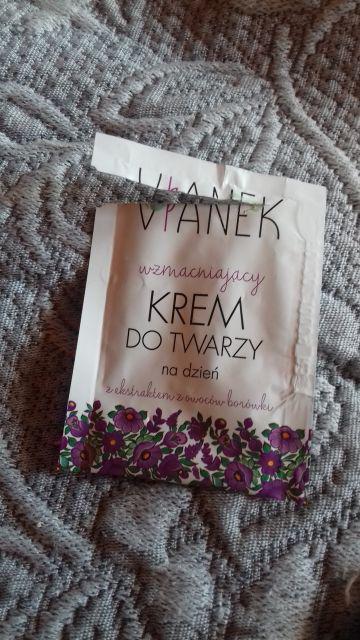 VIANEK
wzmacniający
KREM
DO TWARZY
na dzień
z ekstraktem z owoców borówki